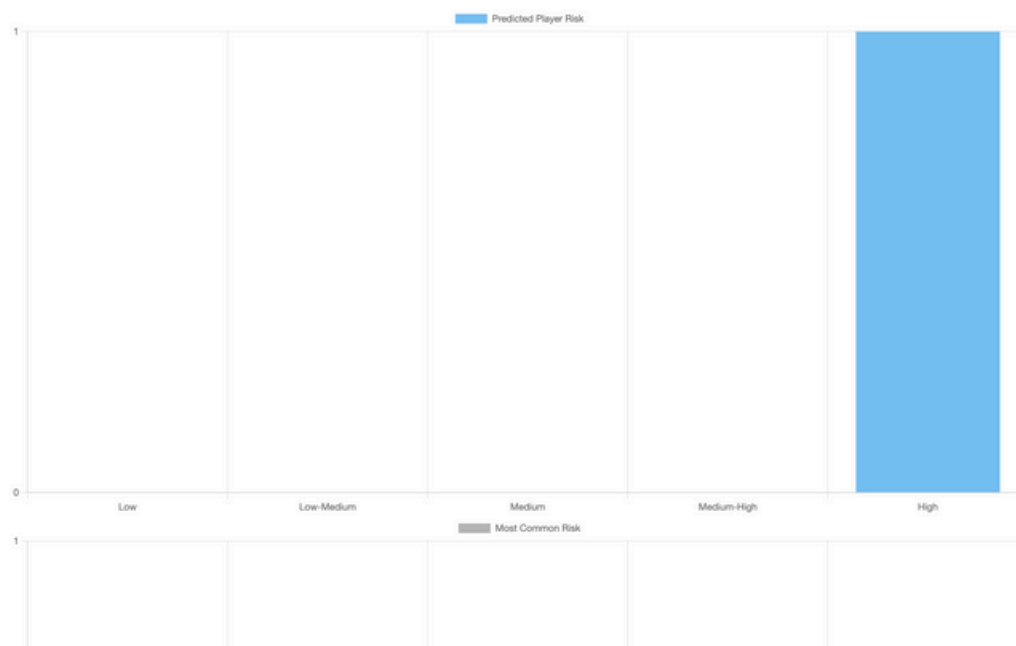 Predicted Player Risk
1
0
Low Low-Medium Medium Medium-High High
Most Common Risk
1